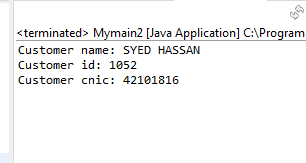 <terminated> Mymain2 [Java Application] C:\Program
Customer name: SYED HASSAN
Customer id: 1052
Customer cnic: 42101816